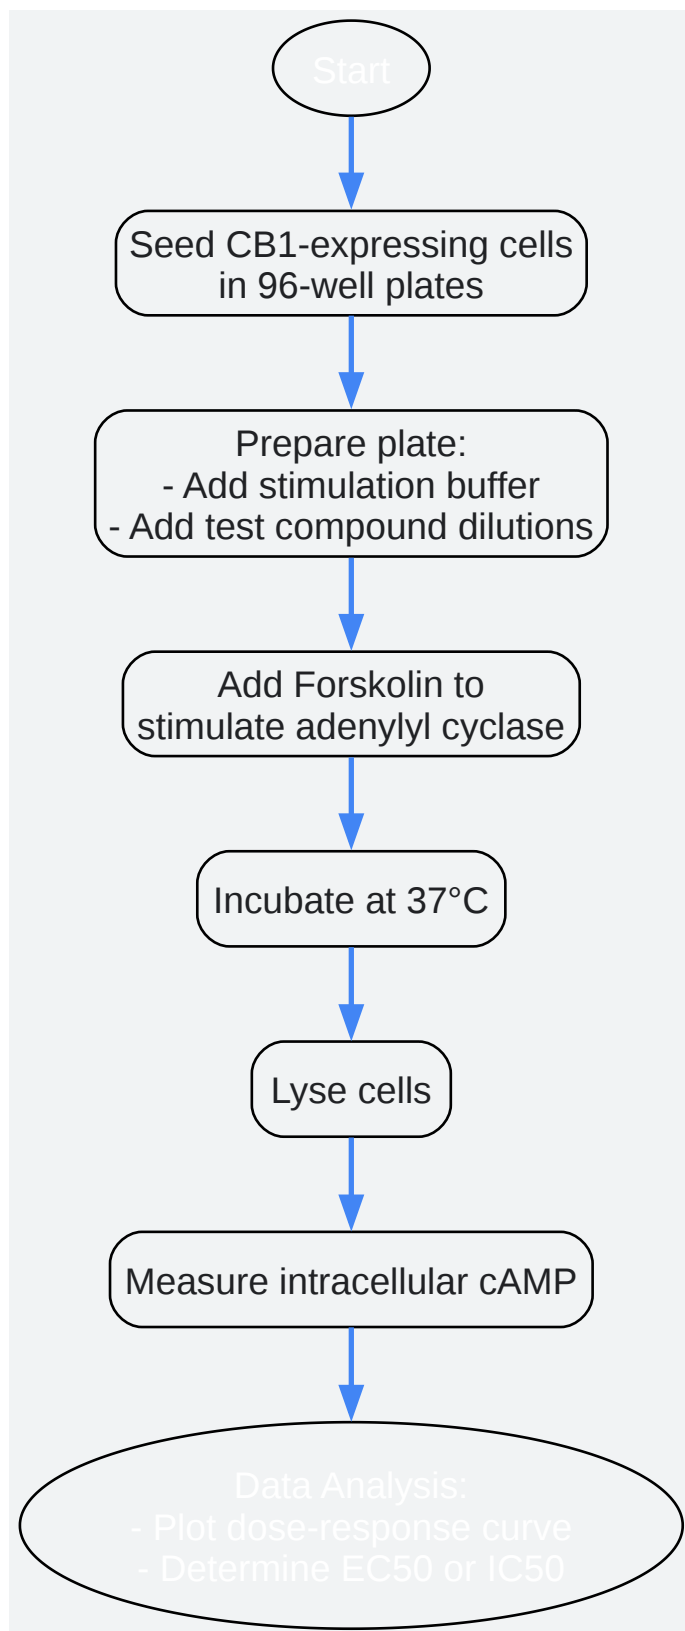 Start
Seed CB1-expressing cells
in 96-well plates
Prepare plate:
- Add stimulation buffer
- Add test compound dilutions
Add Forskolin to
stimulate adenylyl cyclase
Incubate at 37°C
Lyse cells
Measure intracellular cAMP
Data Analysis:
- Plot dose-response curve
- Determine EC50 or IC50